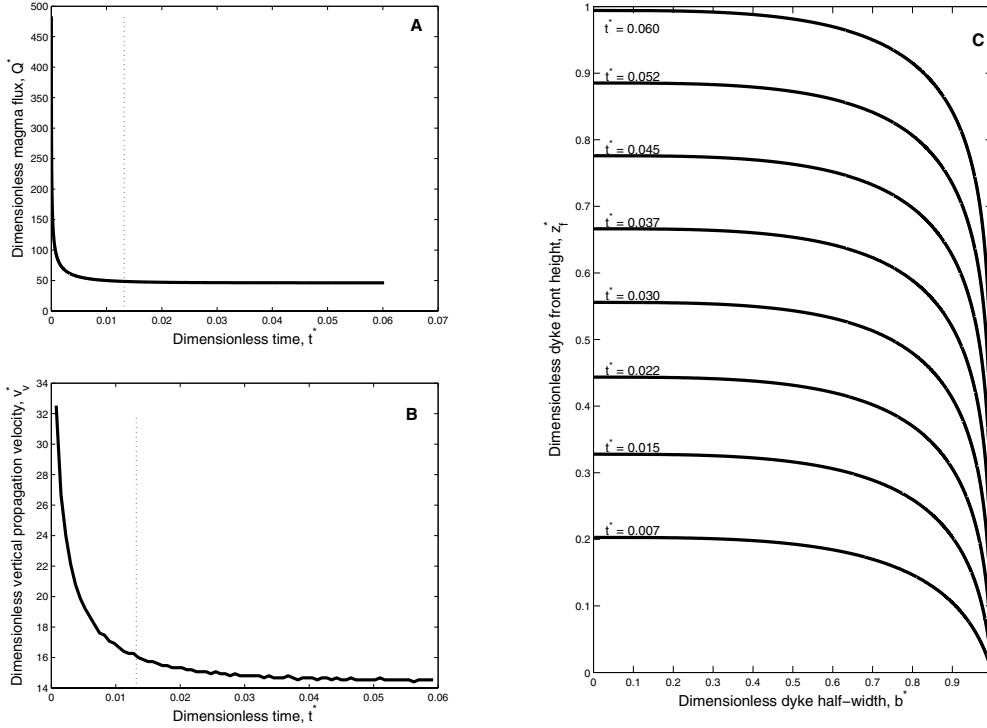 A
Dimensionless magma flux, Q*
500
450
400
350
300
250
200
150
100
50
0
0 0.01 0.02 0.03 0.04 0.05 0.06 0.07
Dimensionless time, t*
B
Dimensionless vertical propagation velocity, v*v
34
32
30
28
26
24
22
20
18
16
14
0 0.01 0.02 0.03 0.04 0.05 0.06
Dimensionless time, t*
C
Dimensionless dyke front height, z*f
1
0.9
0.8
0.7
0.6
0.5
0.4
0.3
0.2
0.1
0
t* = 0.060
t* = 0.052
t* = 0.045
t* = 0.037
t* = 0.030
t* = 0.022
t* = 0.015
t* = 0.007
0 0.1 0.2 0.3 0.4 0.5 0.6 0.7 0.8 0.9
Dimensionless dyke half-width, b*